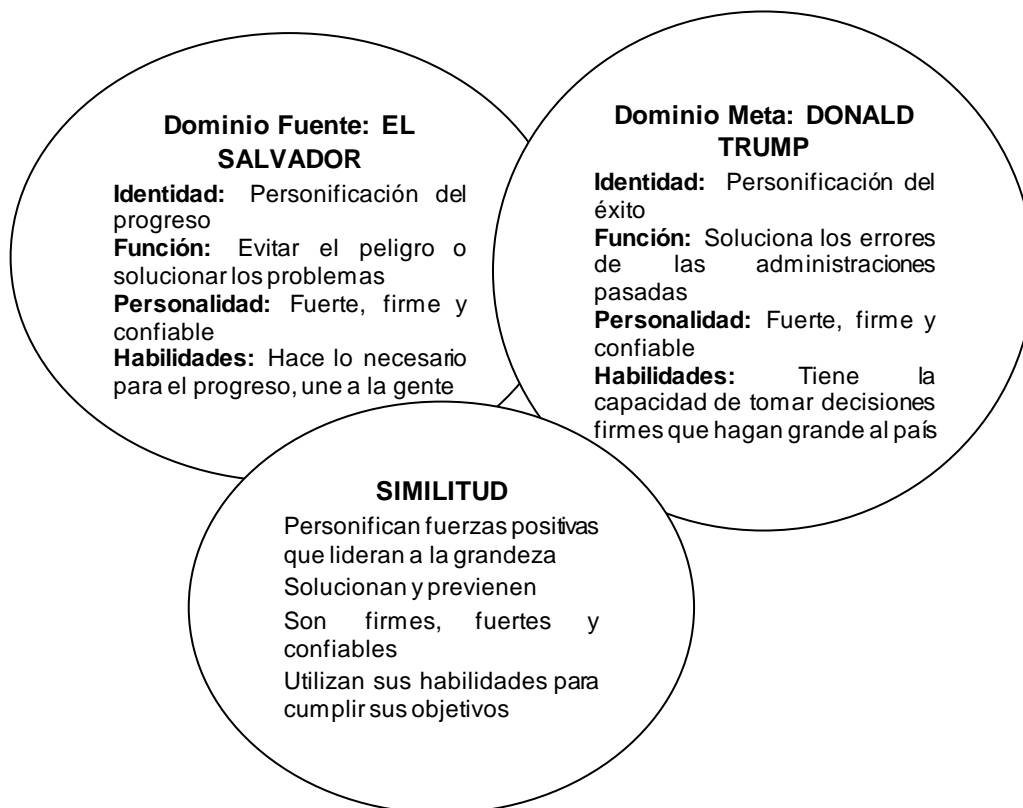 Dominio Fuente: EL
SALVADOR
Identidad: Personificación del
progreso
Función: Evitar el peligro o
solucionar los problemas
Personalidad: Fuerte, firme y
confiable
Habilidades: Hace lo necesario
para el progreso, une a la gente
Dominio Meta: DONALD
TRUMP
Identidad: Personificación del
éxito
Función: Soluciona los errores
de las administraciones
pasadas
Personalidad: Fuerte, firme y
confiable
Habilidades: Tiene la
capacidad de tomar decisiones
firmes que hagan grande al país
SIMILITUD
Personifican fuerzas positivas
que lideran a la grandeza
Solucionan y previenen
Son firmes, fuertes y
confiables
Utilizan sus habilidades para
cumplir sus objetivos